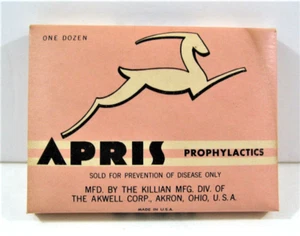 ONE DOZEN
APRIS PROPHYLACTICS
SOLD FOR PREVENTION OF DISEASE ONLY
MFD. BY THE KILLIAN MFG. DIV. OF
THE AKWELL CORP., AKRON, OHIO, U.S.A.
MADE IN U.S.A.